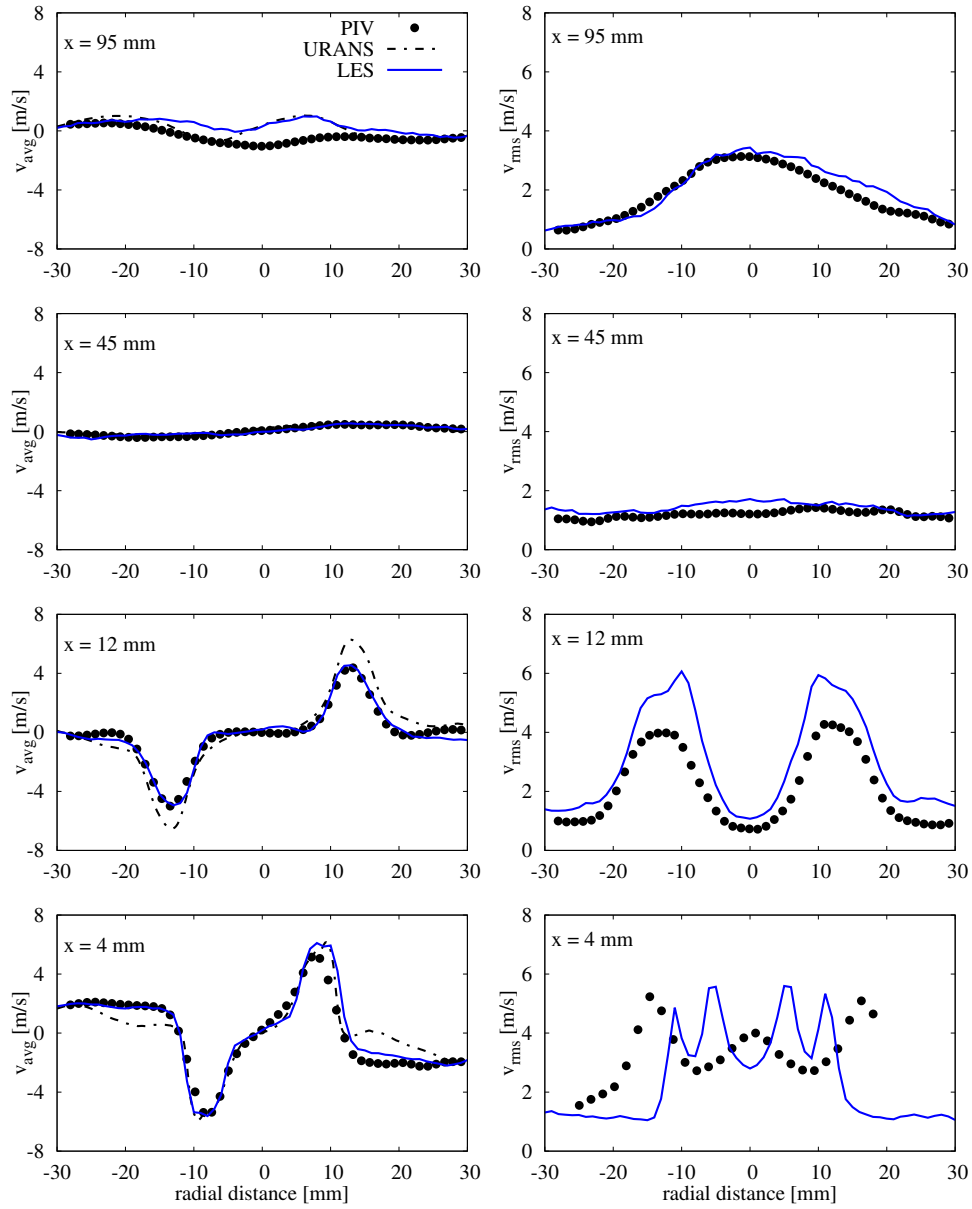 8
4
0
-4
-8
v_avg [m/s]
x = 95 mm
PIV
URANS
LES
-30 -20 -10 0 10 20 30
8
6
4
2
0
v_rms [m/s]
x = 95 mm
-30 -20 -10 0 10 20 30
8
4
0
-4
-8
v_avg [m/s]
x = 45 mm
-30 -20 -10 0 10 20 30
8
6
4
2
0
v_rms [m/s]
x = 45 mm
-30 -20 -10 0 10 20 30
8
4
0
-4
-8
v_avg [m/s]
x = 12 mm
-30 -20 -10 0 10 20 30
8
6
4
2
0
v_rms [m/s]
x = 12 mm
-30 -20 -10 0 10 20 30
8
4
0
-4
-8
v_avg [m/s]
x = 4 mm
-30 -20 -10 0 10 20 30
radial distance [mm]
8
6
4
2
0
v_rms [m/s]
x = 4 mm
-30 -20 -10 0 10 20 30
radial distance [mm]